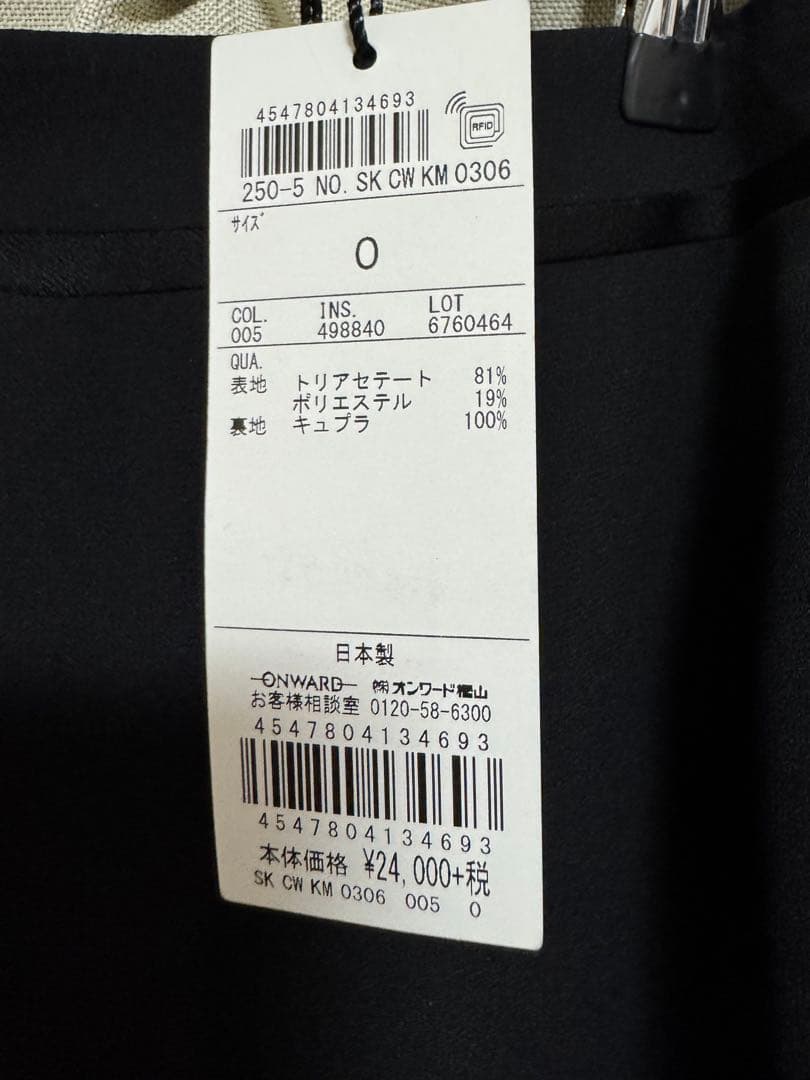 4547804134693
RFID
250-5 NO. SK CW KM 0306
サイズ
0
COL. INS. LOT
005 498840 6760464
QUA.
表地 トリアセテート 81%
ポリエステル 19%
裏地 キュプラ 100%
日本製
ONWARD ㈱オンワード樫山
お客様相談室 0120-58-6300
4547804134693
4547804134693
本体価格 ¥24,000+税
SK CW KM 0306 005 0